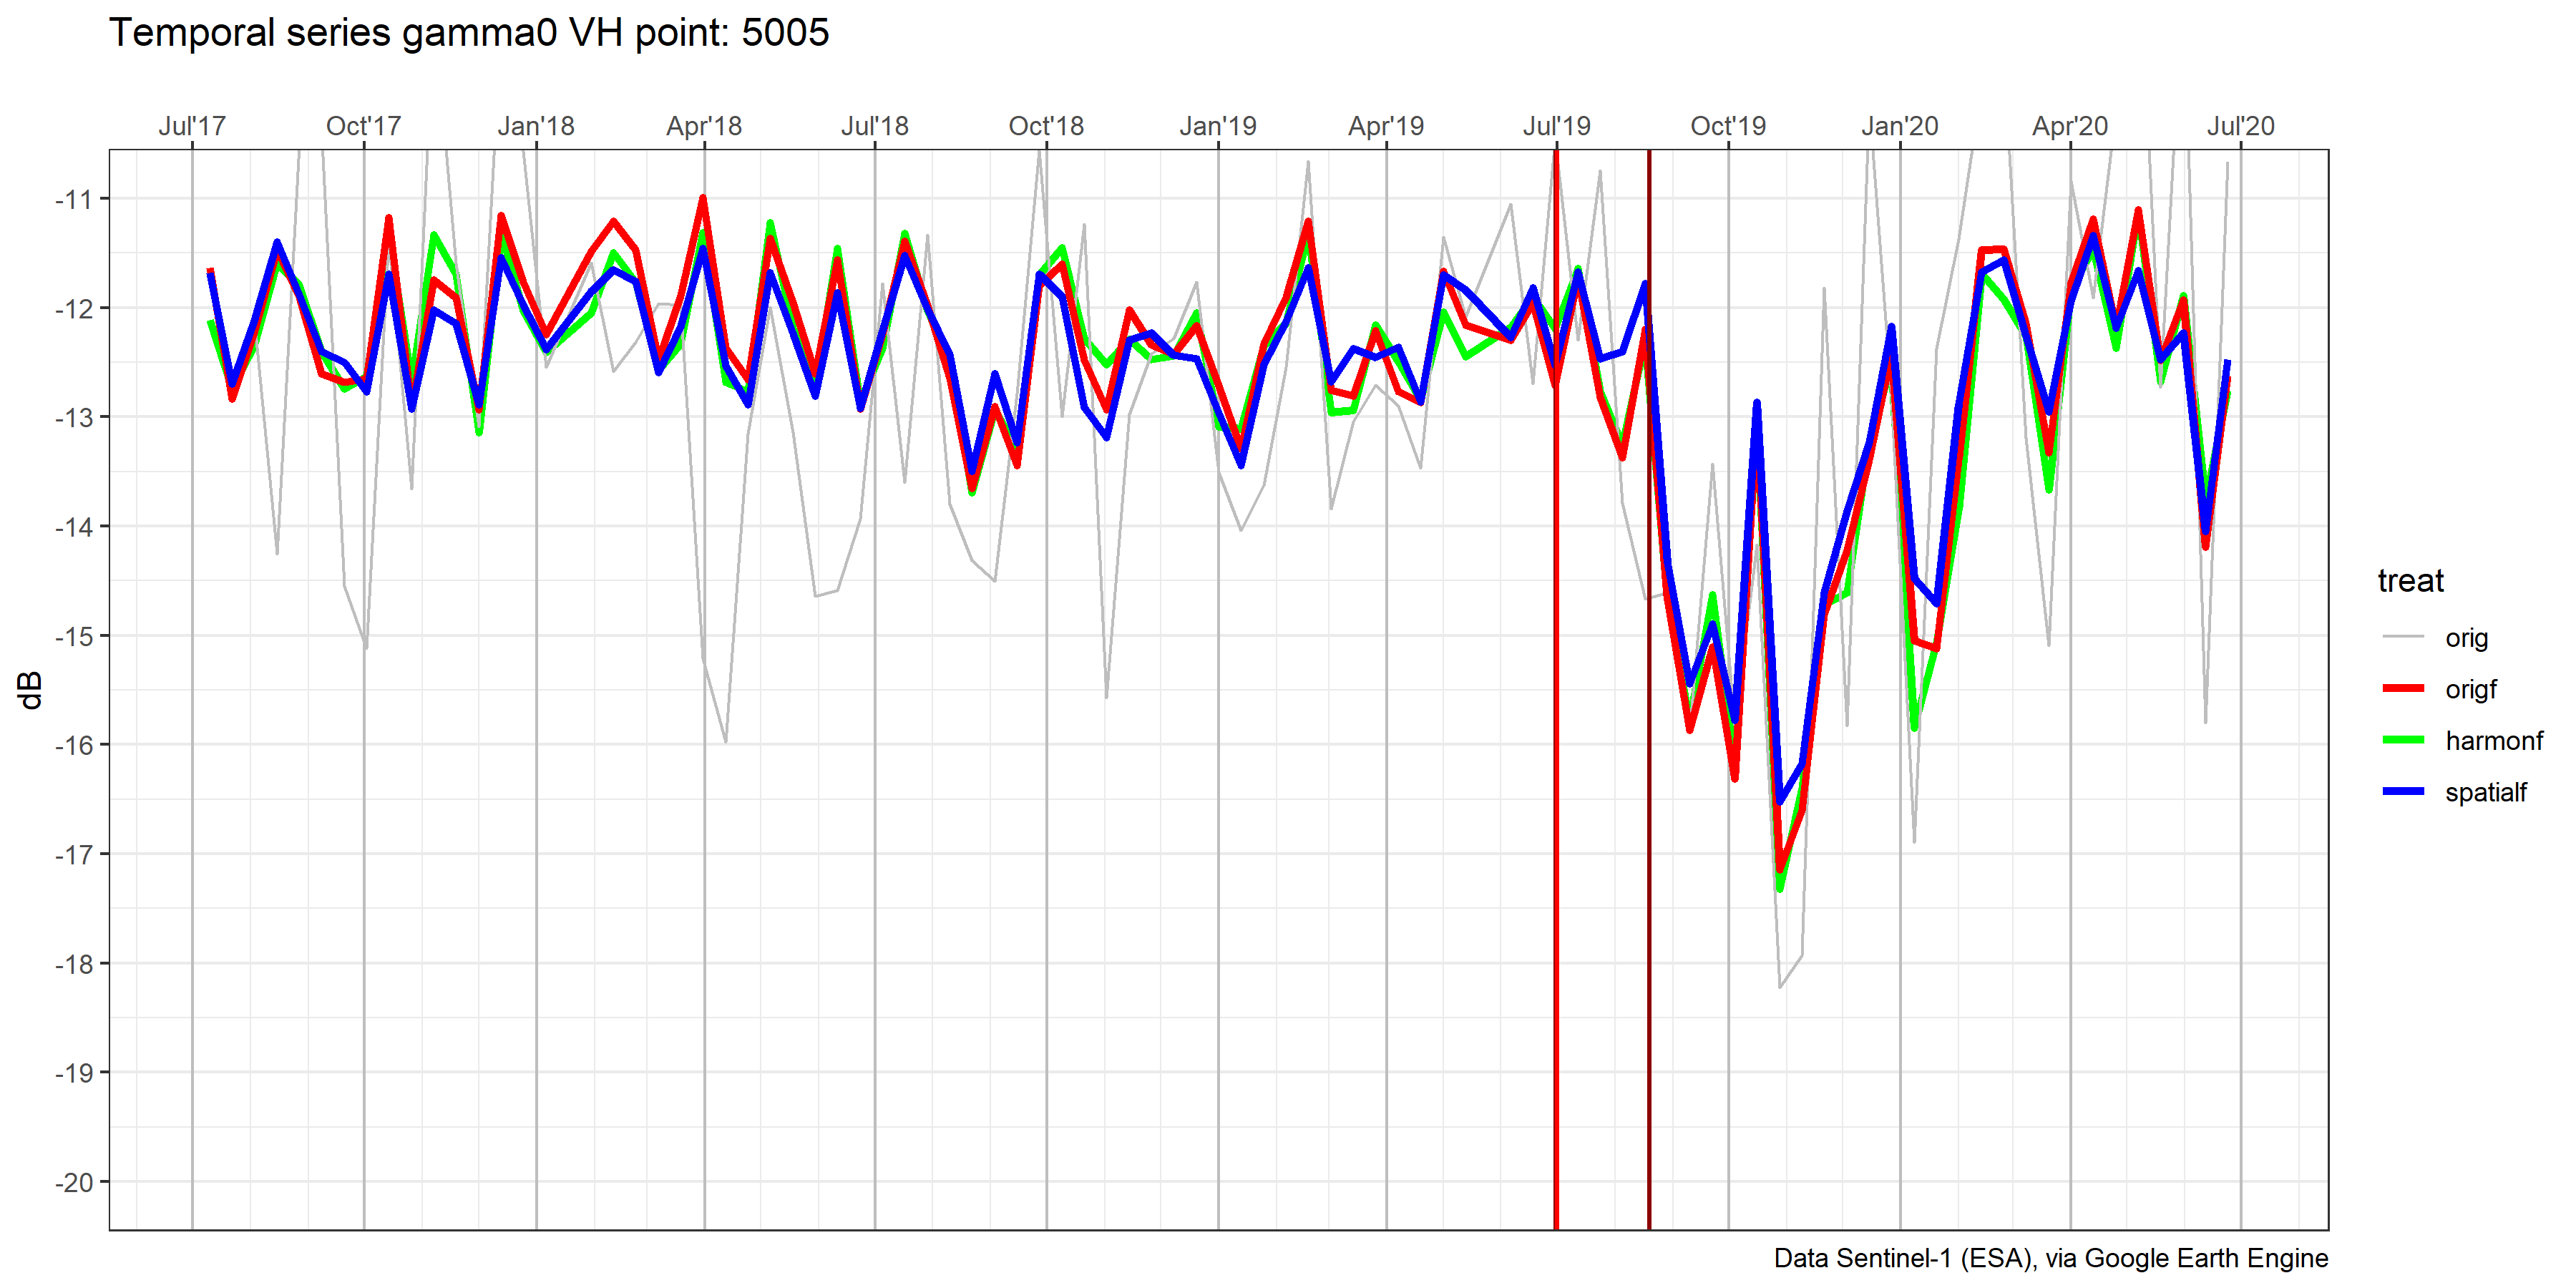 Temporal series gamma0 VH point: 5005
Jul'17 Oct'17 Jan'18 Apr'18 Jul'18 Oct'18 Jan'19 Apr'19 Jul'19 Oct'19 Jan'20 Apr'20 Jul'20
-11
-12
-13
-14
-15
-16
-17
-18
-19
-20
dB
treat
orig
origf
harmonf
spatialf
Data Sentinel-1 (ESA), via Google Earth Engine